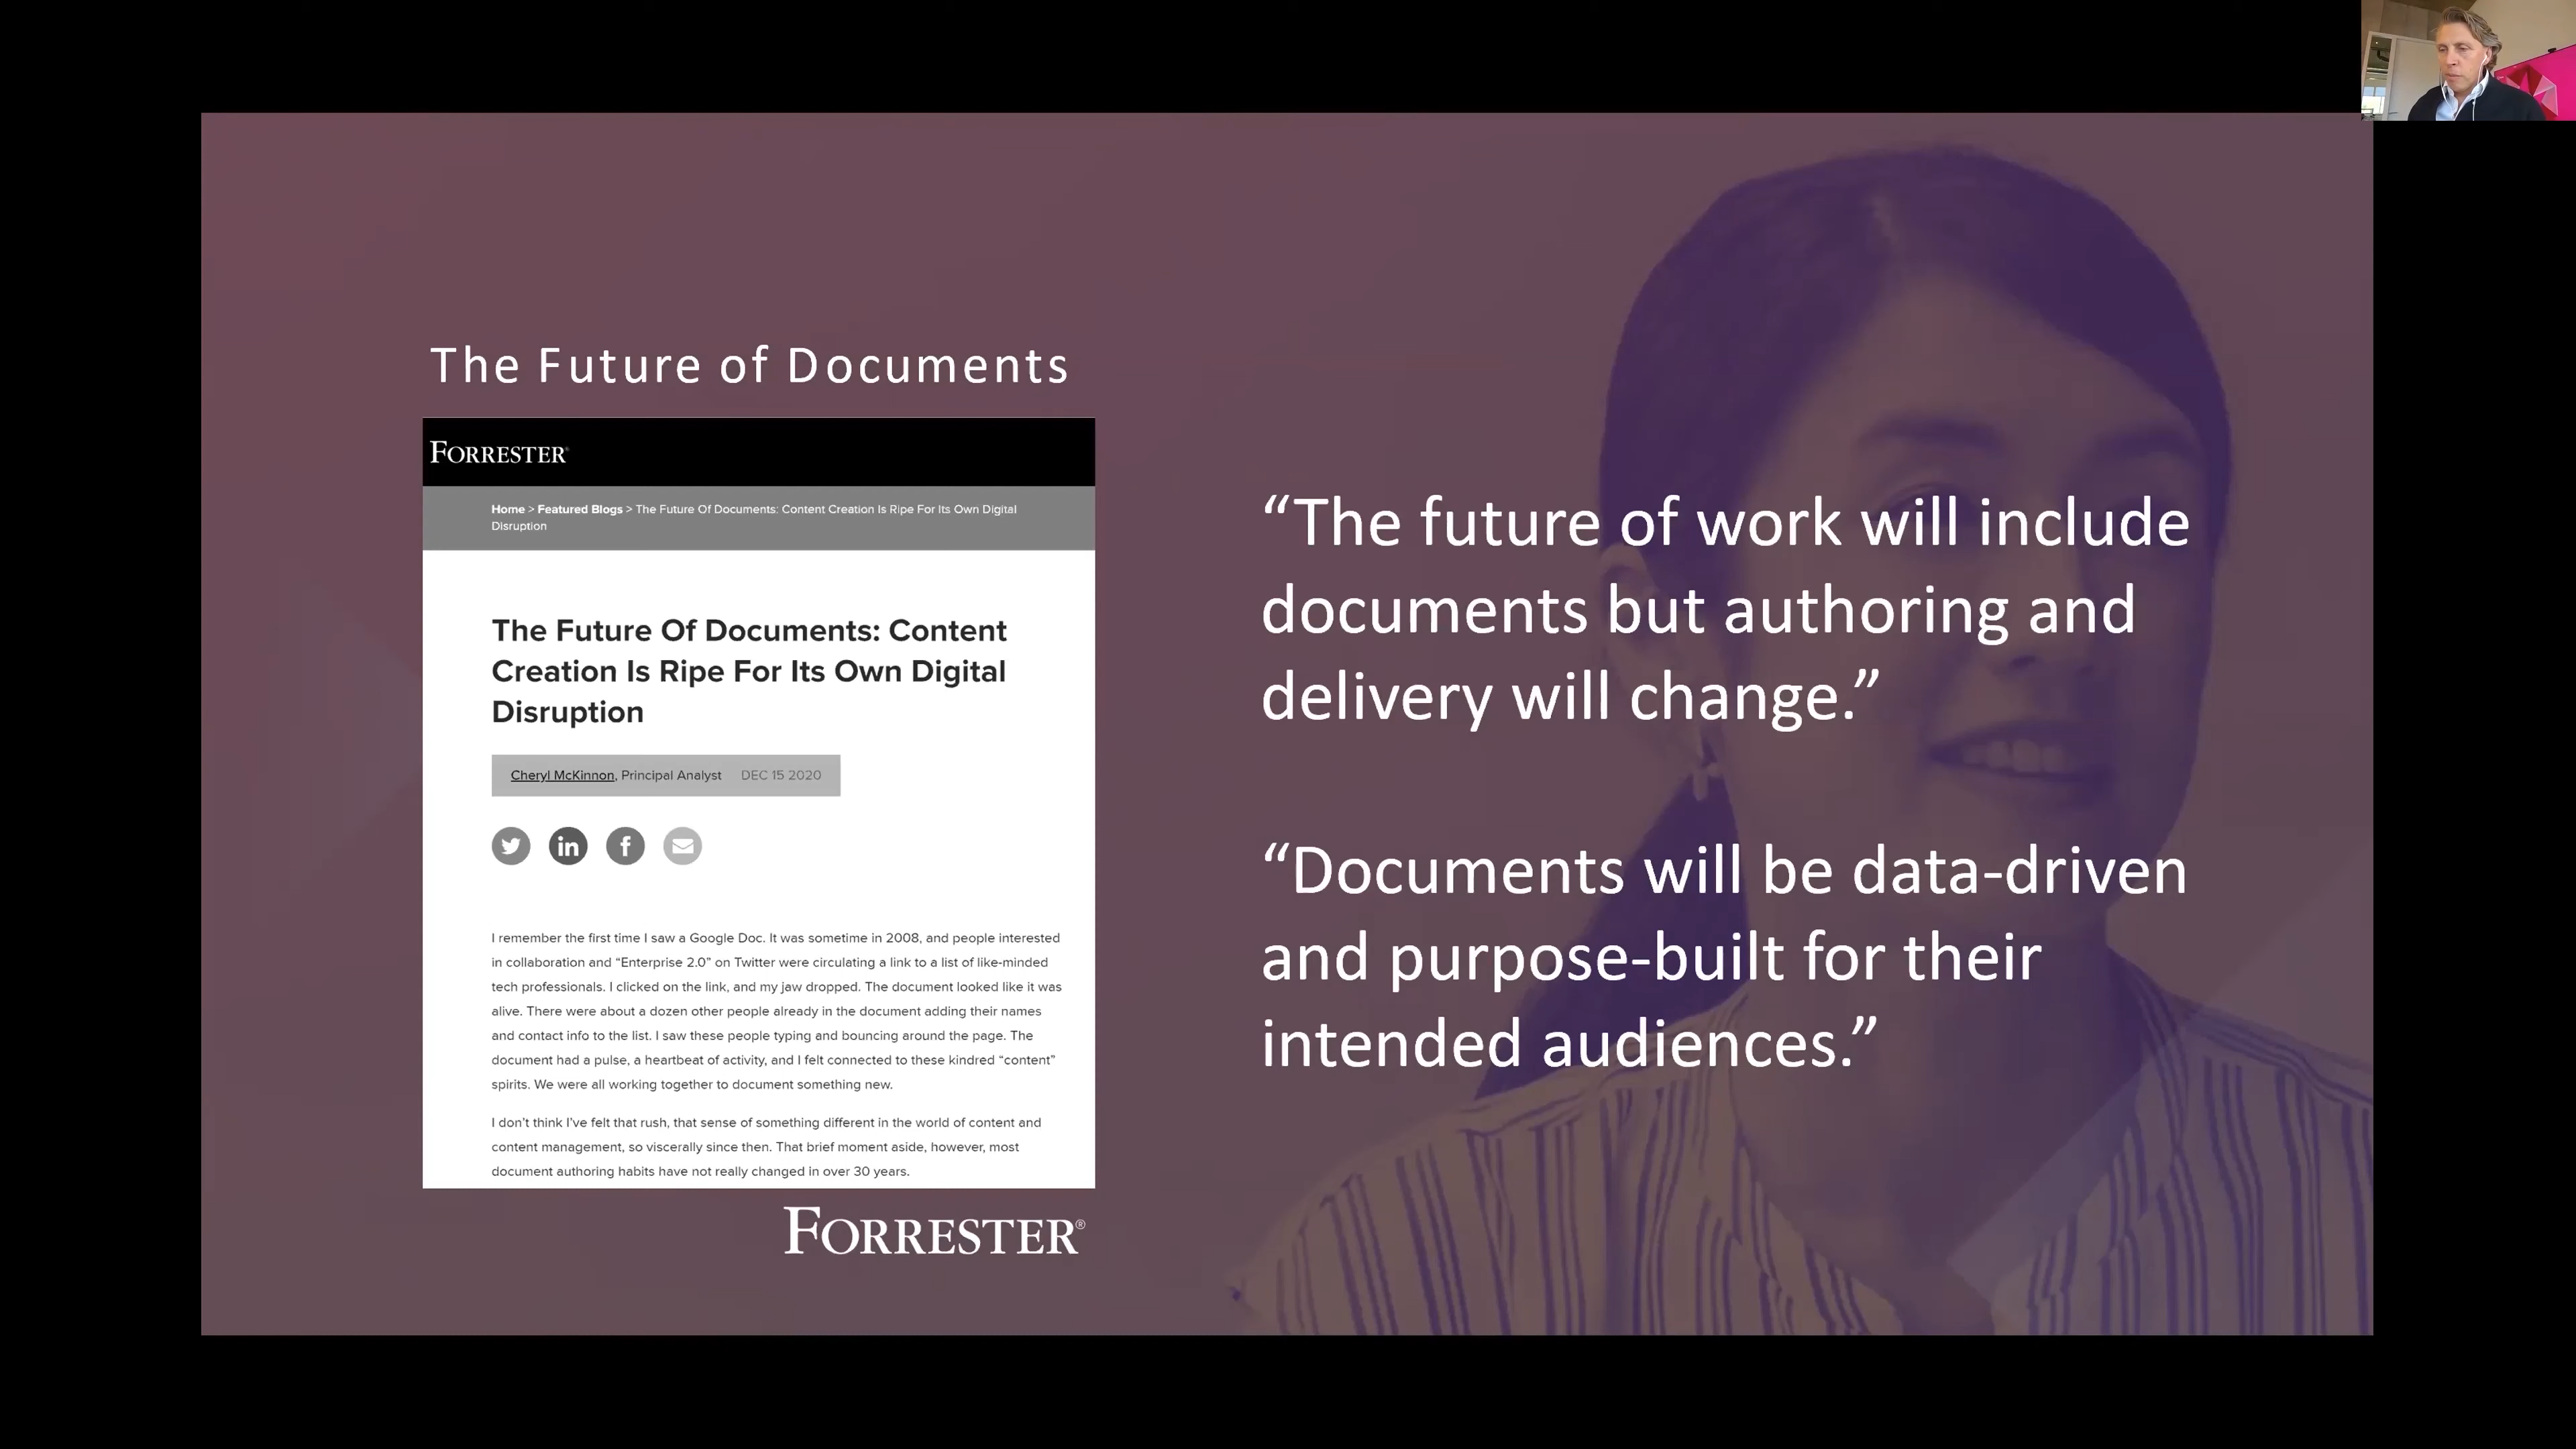 The Future of Documents
FORRESTER
Home > Featured Blogs > The Future Of Documents: Content Creation Is Ripe For Its Own Digital
Disruption
The Future Of Documents: Content
Creation Is Ripe For Its Own Digital
Disruption
Cheryl McKinnon, Principal Analyst DEC 15 2020
I remember the first time I saw a Google Doc. It was sometime in 2008, and people interested
in collaboration and “Enterprise 2.0” on Twitter were circulating a link to a list of like-minded
tech professionals. I clicked on the link, and my jaw dropped. The document looked like it was
alive. There were about a dozen other people already in the document adding their names
and contact info to the list. I saw these people typing and bouncing around the page. The
document had a pulse, a heartbeat of activity, and I felt connected to these kindred “content”
spirits. We were all working together to document something new.
I don’t think I’ve felt that rush, that sense of something different in the world of content and
content management, so viscerally since then. That brief moment aside, however, most
document authoring habits have not really changed in over 30 years.
FORRESTER®
“The future of work will include
documents but authoring and
delivery will change.”
“Documents will be data-driven
and purpose-built for their
intended audiences.”